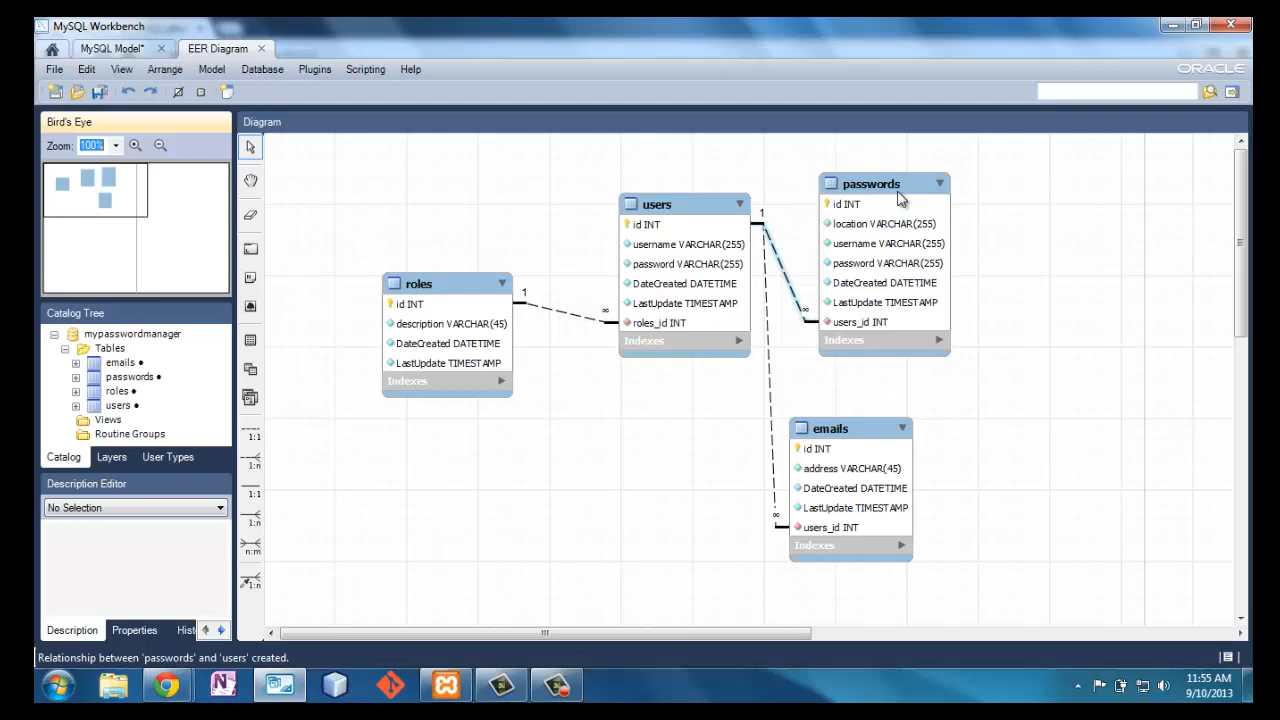 MySQL Workbench
MySQL Model*
EER Diagram
File Edit View Arrange Model Database Plugins Scripting Help
ORACLE
Bird's Eye
Zoom: 100%
Catalog Tree
mypasswordmanager
Tables
emails •
passwords •
roles •
users •
Views
Routine Groups
Catalog Layers User Types
Description Editor
No Selection
Description Properties Hist
Diagram
1:1
1:n
1:1
1:n
n:m
1:n
roles
id INT
description VARCHAR(45)
DateCreated DATETIME
LastUpdate TIMESTAMP
Indexes
1
∞
users
id INT
username VARCHAR(255)
password VARCHAR(255)
DateCreated DATETIME
LastUpdate TIMESTAMP
roles_id INT
Indexes
1
∞
passwords
id INT
location VARCHAR(255)
username VARCHAR(255)
password VARCHAR(255)
DateCreated DATETIME
LastUpdate TIMESTAMP
users_id INT
Indexes
∞
emails
id INT
address VARCHAR(45)
DateCreated DATETIME
LastUpdate TIMESTAMP
users_id INT
Indexes
Relationship between 'passwords' and 'users' created.
11:55 AM
9/10/2013